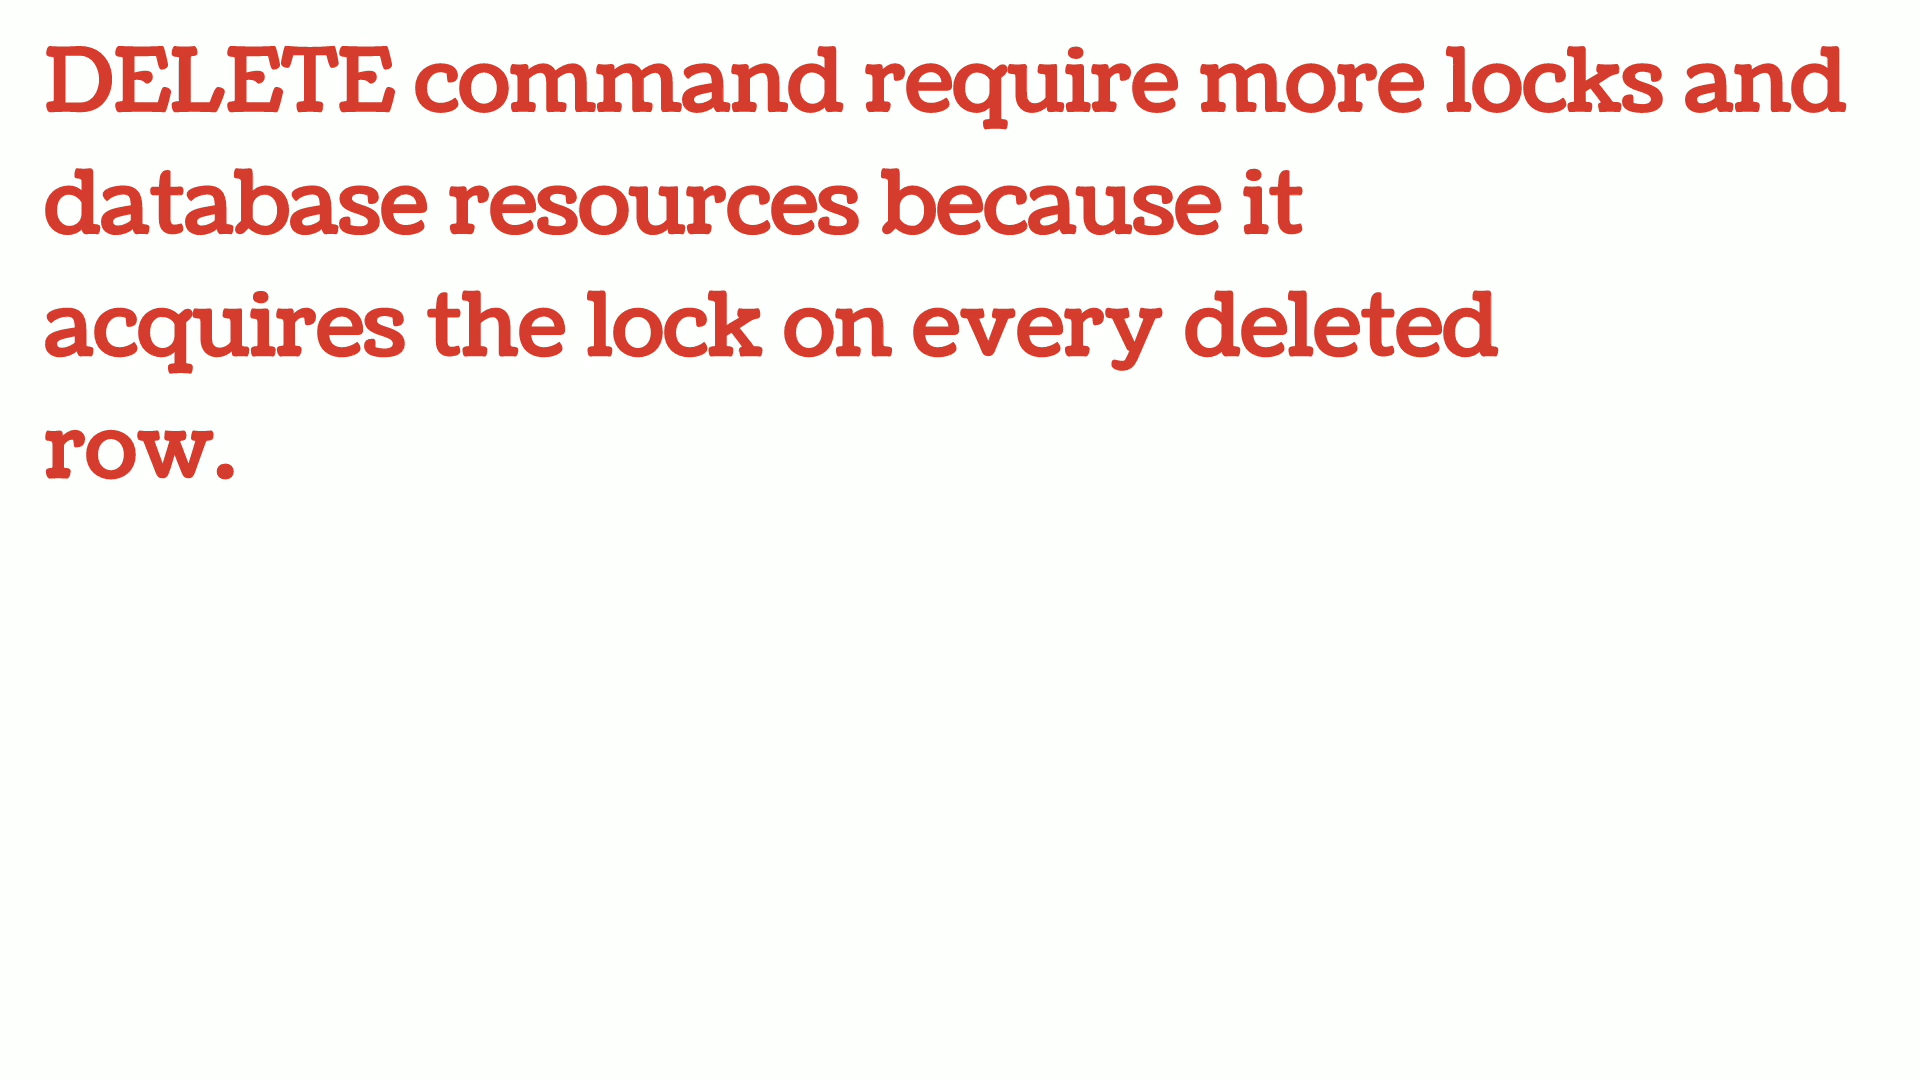 DELETE command require more locks and
database resources because it
acquires the lock on every deleted
row.